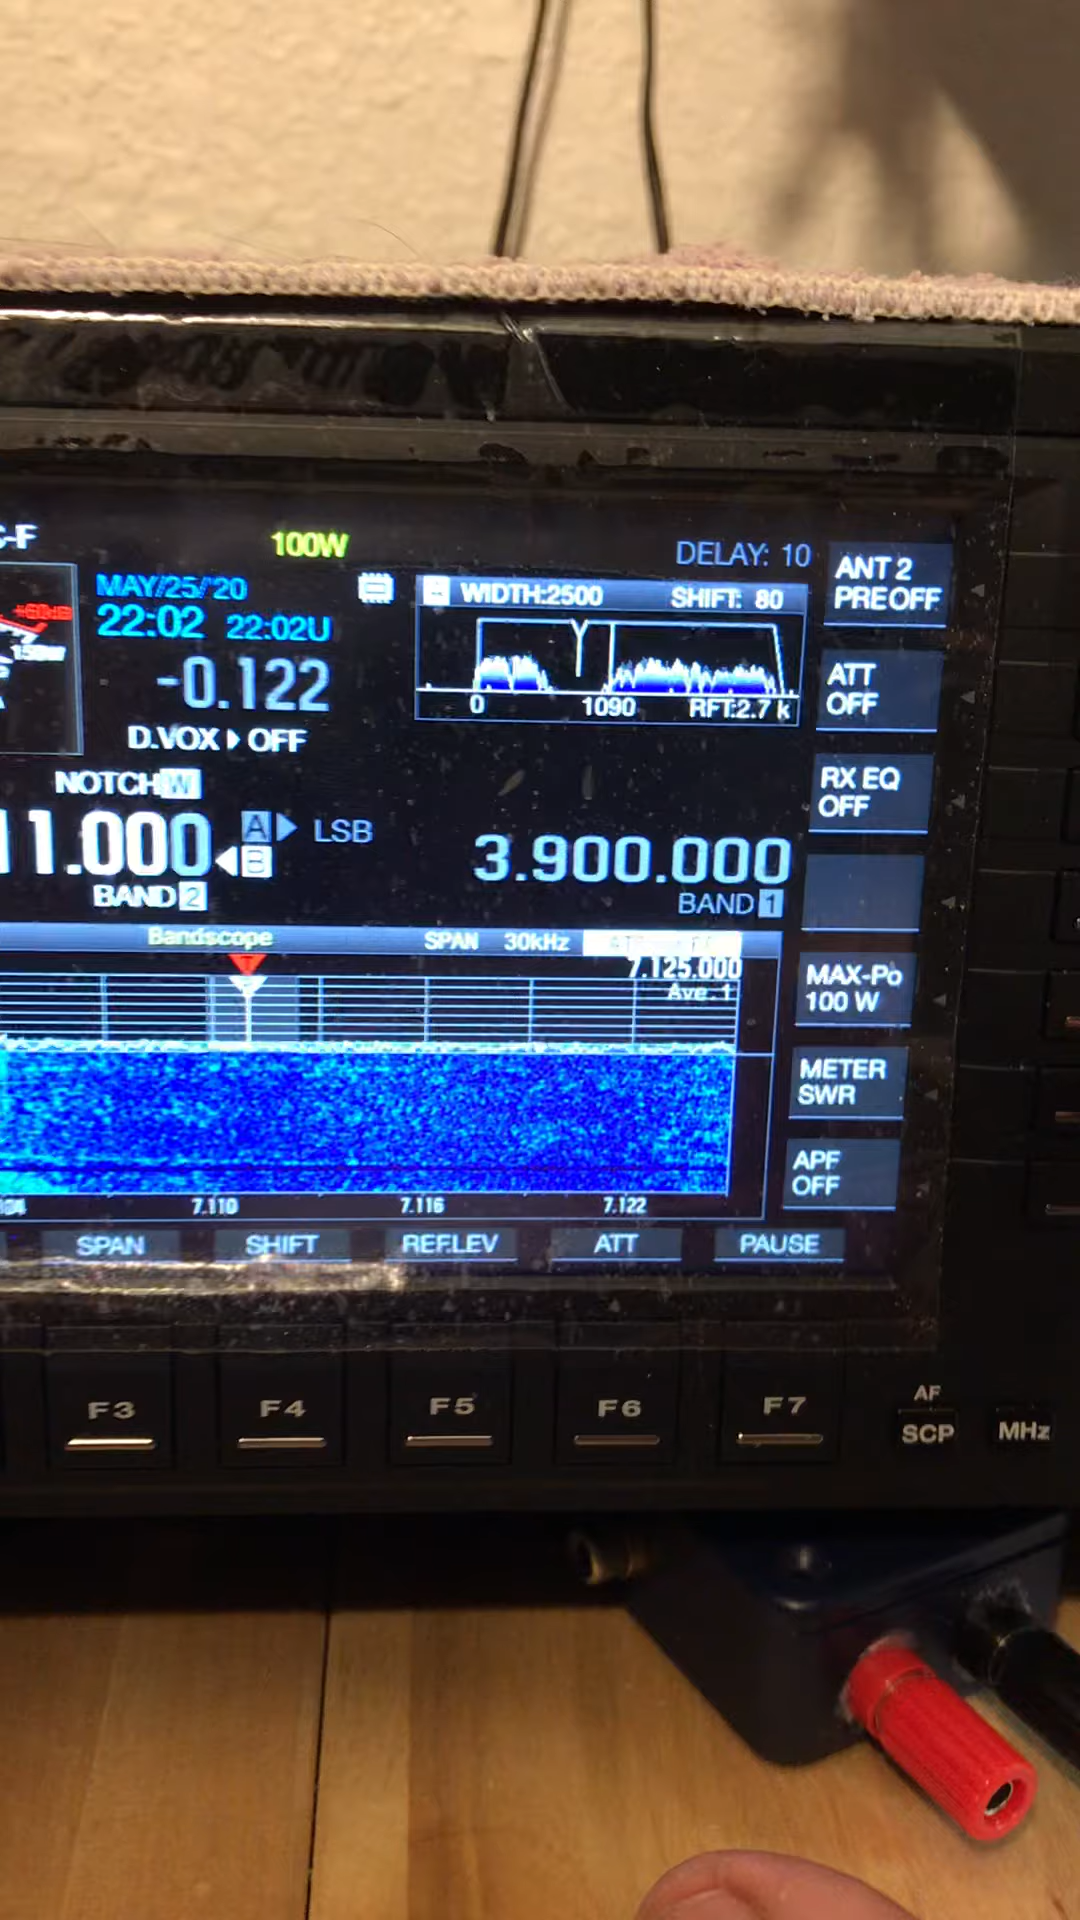 100W
DELAY: 10
ANT 2
PREOFF
MAY/25/'20
22:02 22:02U
WIDTH:2500 SHIFT: 80
+60dB
150W
-0.122
0 1090 RFT:2.7 k
ATT
OFF
D.VOX OFF
NOTCH W
RX EQ
OFF
11.000 A LSB 3.900.000
B
BAND 2 BAND 1
Bandscope SPAN 30kHz
7.125.000
Ave.1
MAX-Po
100 W
METER
SWR
APF
OFF
7.110 7.116 7.122
SPAN SHIFT REF.LEV ATT PAUSE
F3 F4 F5 F6 F7
AF
SCP MHz